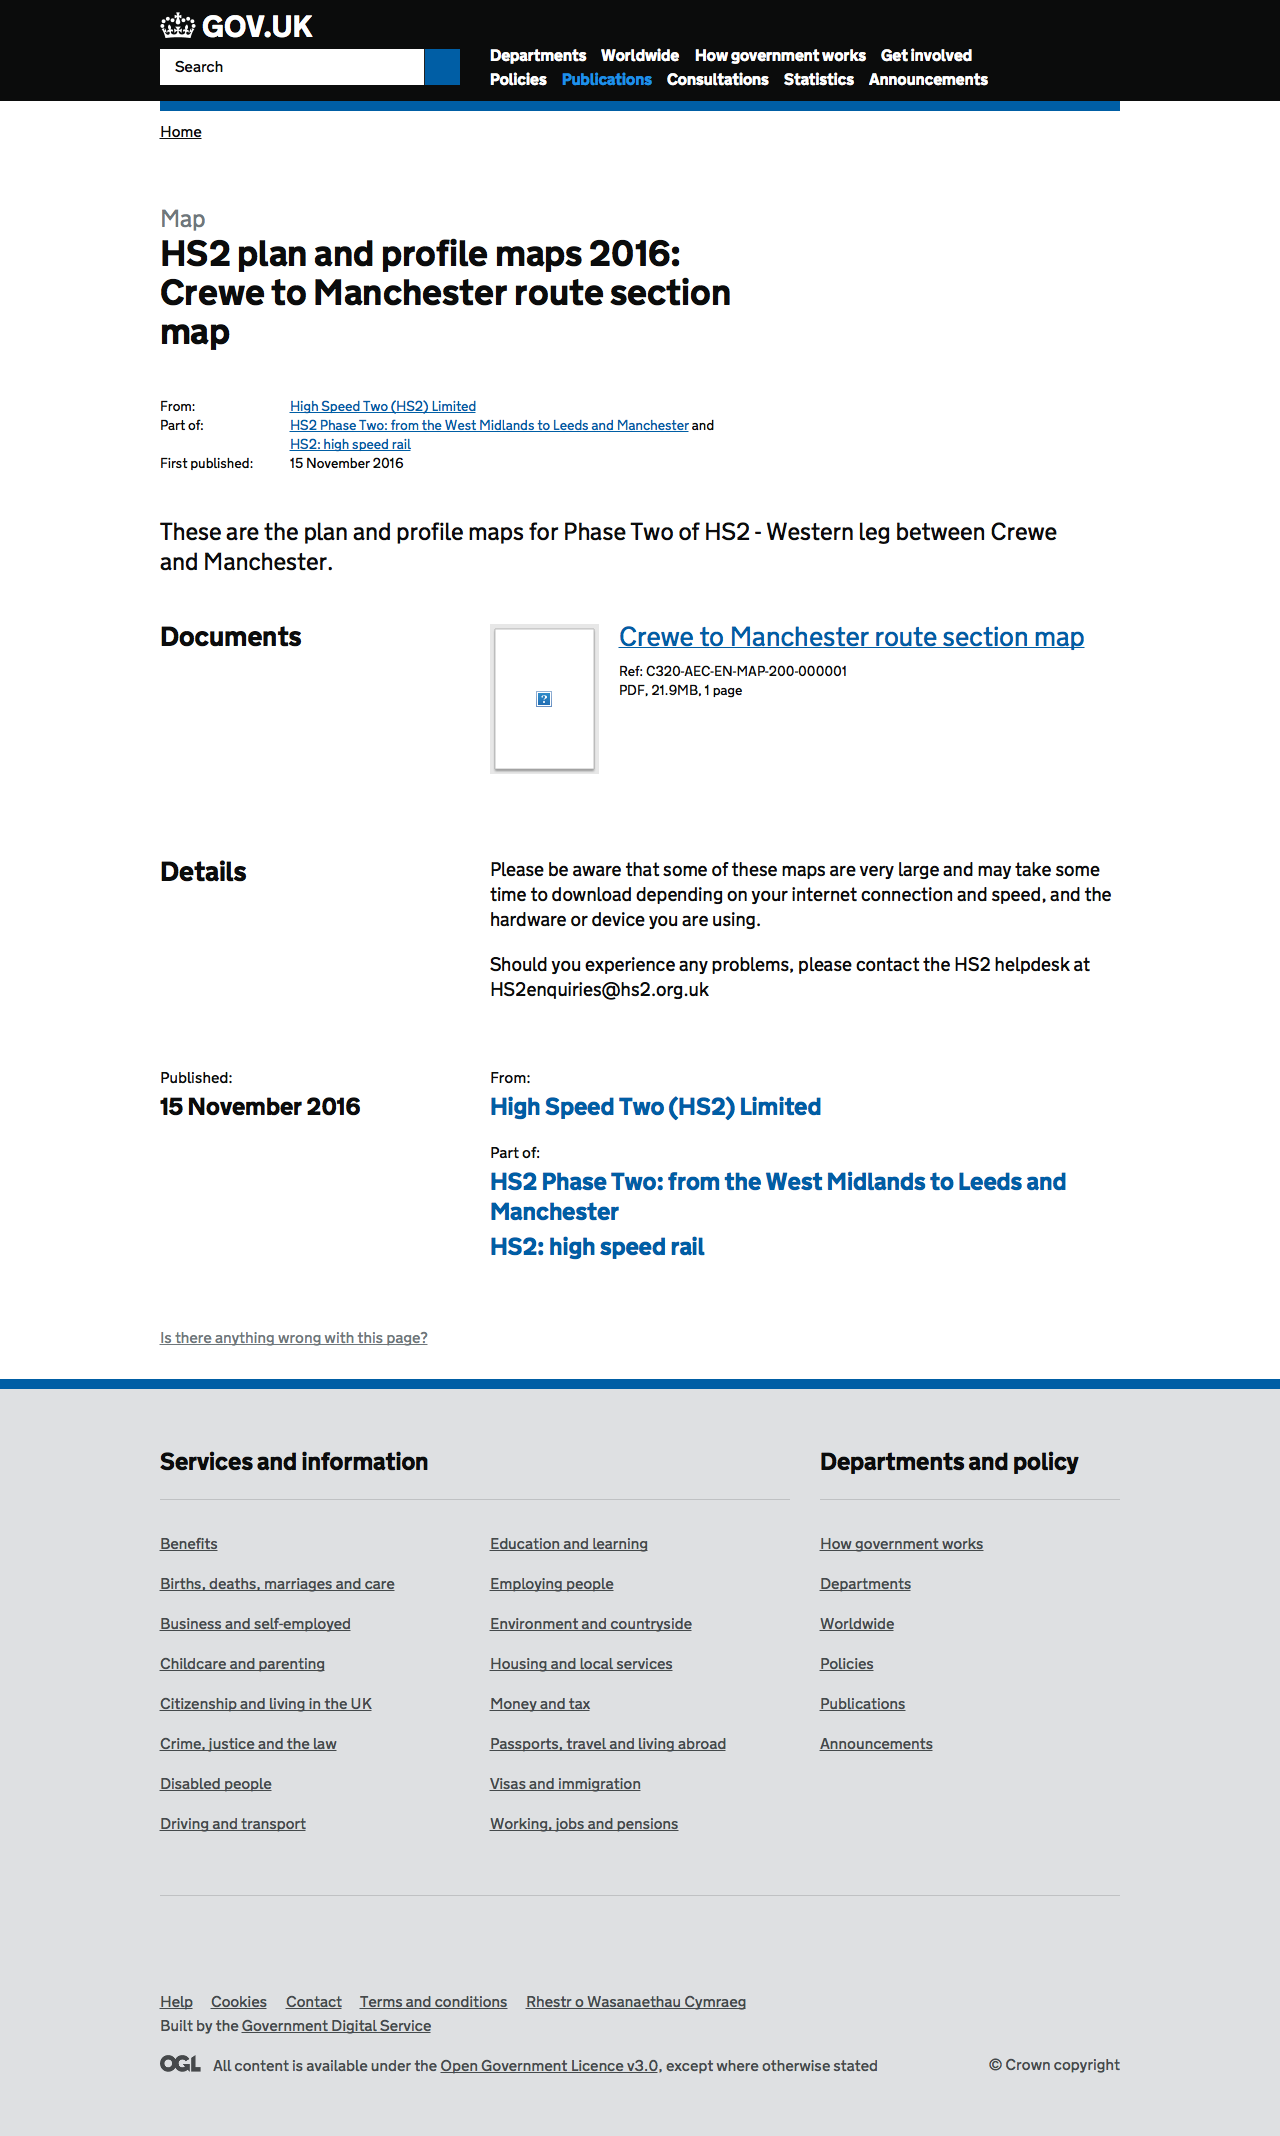 GOV.UK
Search
Departments Worldwide How government works Get involved
Policies Publications Consultations Statistics Announcements
Home
Map
HS2 plan and profile maps 2016:
Crewe to Manchester route section
map
From: High Speed Two (HS2) Limited
Part of: HS2 Phase Two: from the West Midlands to Leeds and Manchester and
HS2: high speed rail
First published: 15 November 2016
These are the plan and profile maps for Phase Two of HS2 - Western leg between Crewe
and Manchester.
Documents
Crewe to Manchester route section map
Ref: C320-AEC-EN-MAP-200-000001
PDF, 21.9MB, 1 page
Details
Please be aware that some of these maps are very large and may take some
time to download depending on your internet connection and speed, and the
hardware or device you are using.
Should you experience any problems, please contact the HS2 helpdesk at
HS2enquiries@hs2.org.uk
Published:
15 November 2016
From:
High Speed Two (HS2) Limited
Part of:
HS2 Phase Two: from the West Midlands to Leeds and
Manchester
HS2: high speed rail
Is there anything wrong with this page?
Services and information
Benefits
Births, deaths, marriages and care
Business and self-employed
Childcare and parenting
Citizenship and living in the UK
Crime, justice and the law
Disabled people
Driving and transport
Education and learning
Employing people
Environment and countryside
Housing and local services
Money and tax
Passports, travel and living abroad
Visas and immigration
Working, jobs and pensions
Departments and policy
How government works
Departments
Worldwide
Policies
Publications
Announcements
Help Cookies Contact Terms and conditions Rhestr o Wasanaethau Cymraeg
Built by the Government Digital Service
OGL All content is available under the Open Government Licence v3.0, except where otherwise stated
© Crown copyright